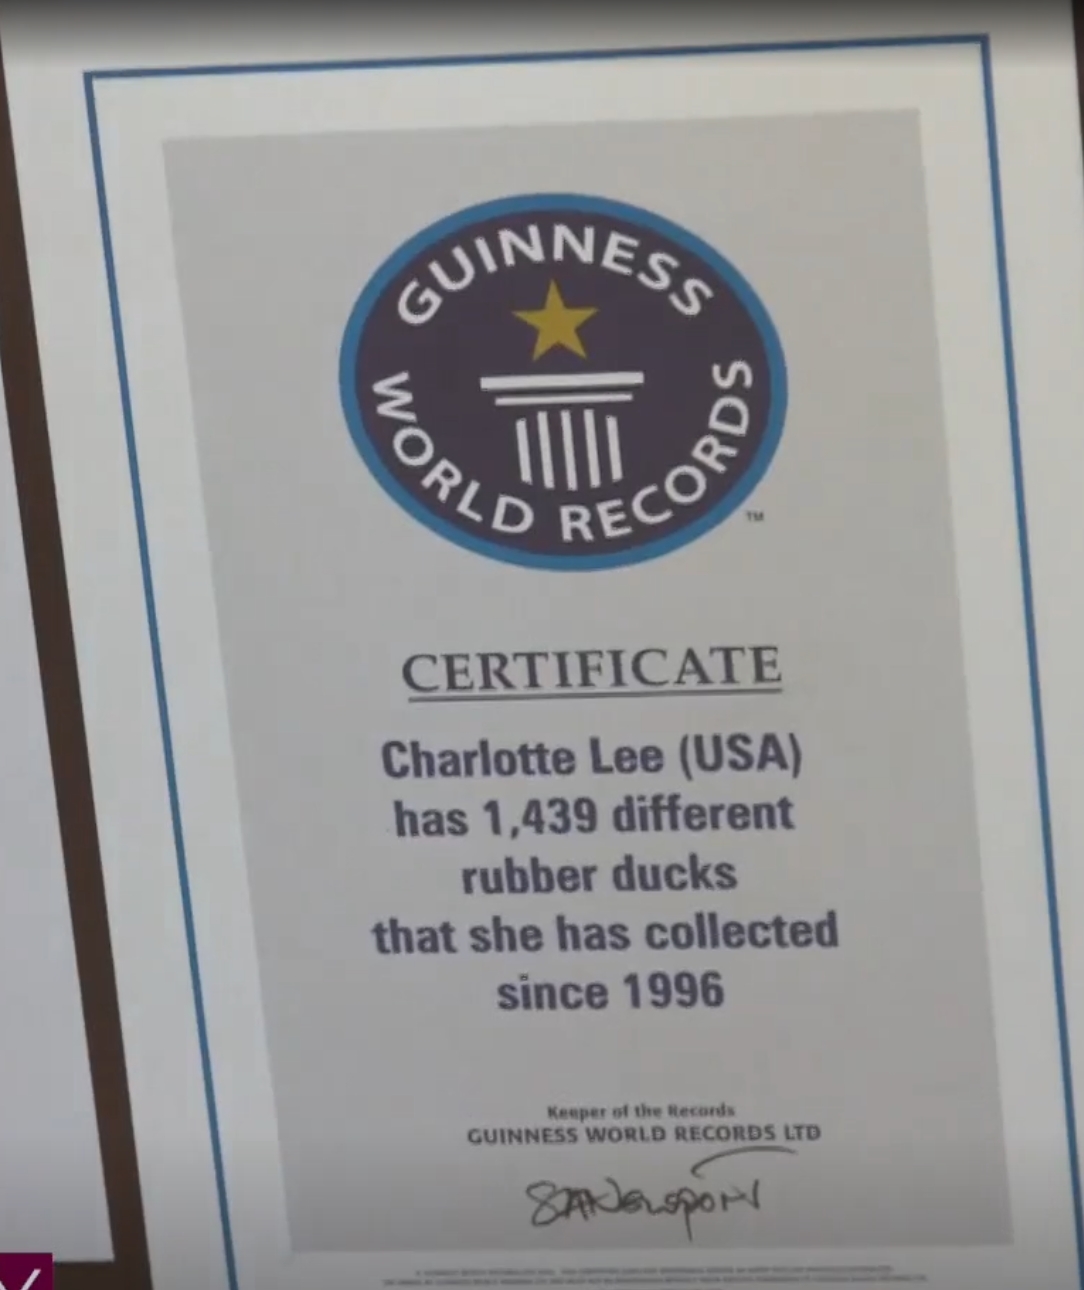 GUINNESS
WORLD RECORDS
TM
CERTIFICATE
Charlotte Lee (USA)
has 1,439 different
rubber ducks
that she has collected
since 1996
Keeper of the Records
GUINNESS WORLD RECORDS LTD